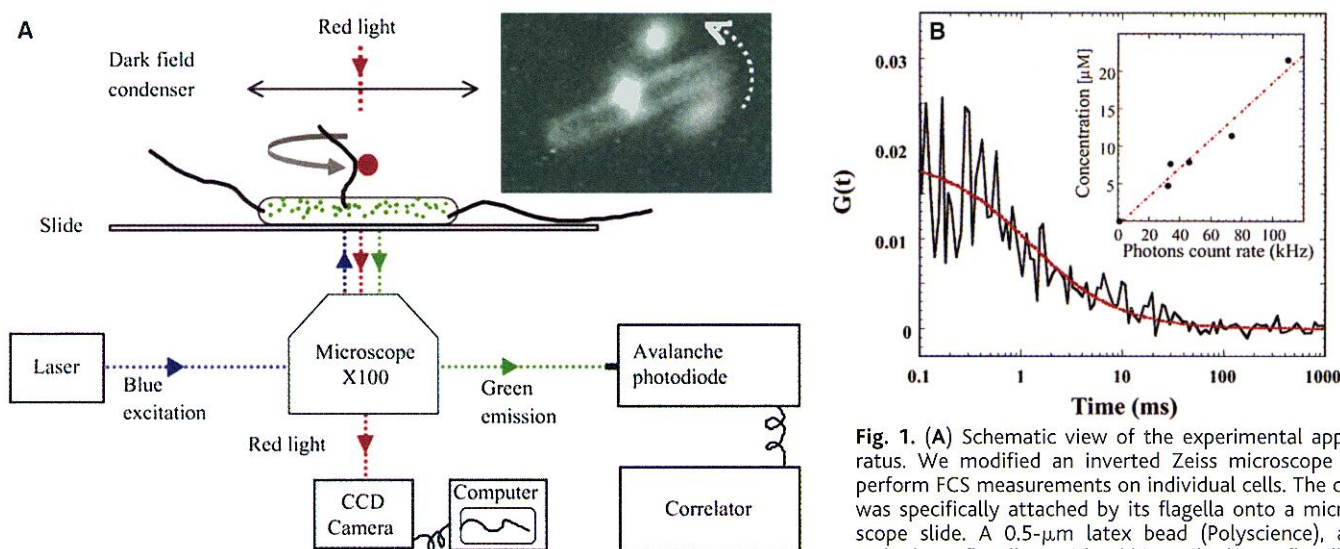 A
Red light
Dark field
condenser
Slide
Laser
Blue
excitation
Microscope
X100
Green
emission
Avalanche
photodiode
Red light
CCD
Camera
Computer
Correlator
B
G(t)
0.03
0.02
0.01
0
0.1
1
10
100
1000
Time (ms)
Concentration [μM]
20
15
10
5
0
20
40
60
80
100
Photons count rate (kHz)
Fig. 1. (A) Schematic view of the experimental app
ratus. We modified an inverted Zeiss microscope
perform FCS measurements on individual cells. The c
was specifically attached by its flagella onto a micr
scope slide. A 0.5-μm latex bead (Polyscience), a